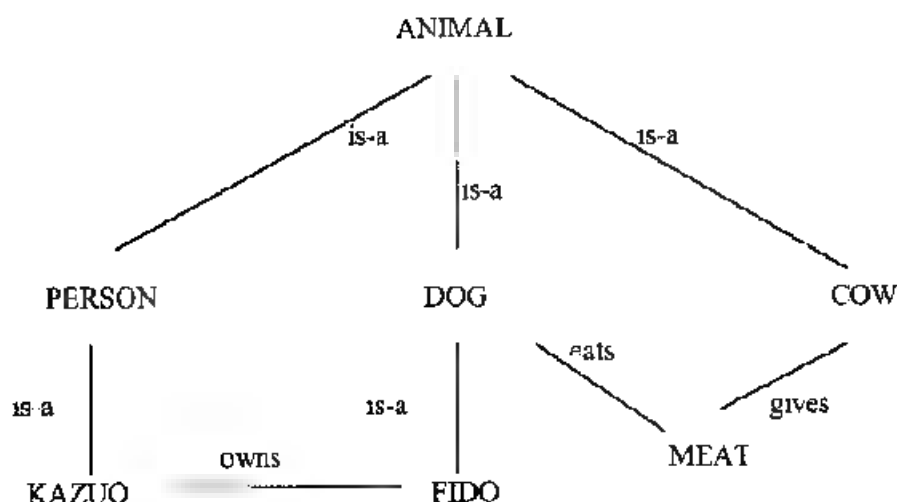 ANIMAL
is-a
is-a
is-a
PERSON
DOG
COW
eats
is-a
is-a
gives
owns
MEAT
KAZUO
FIDO